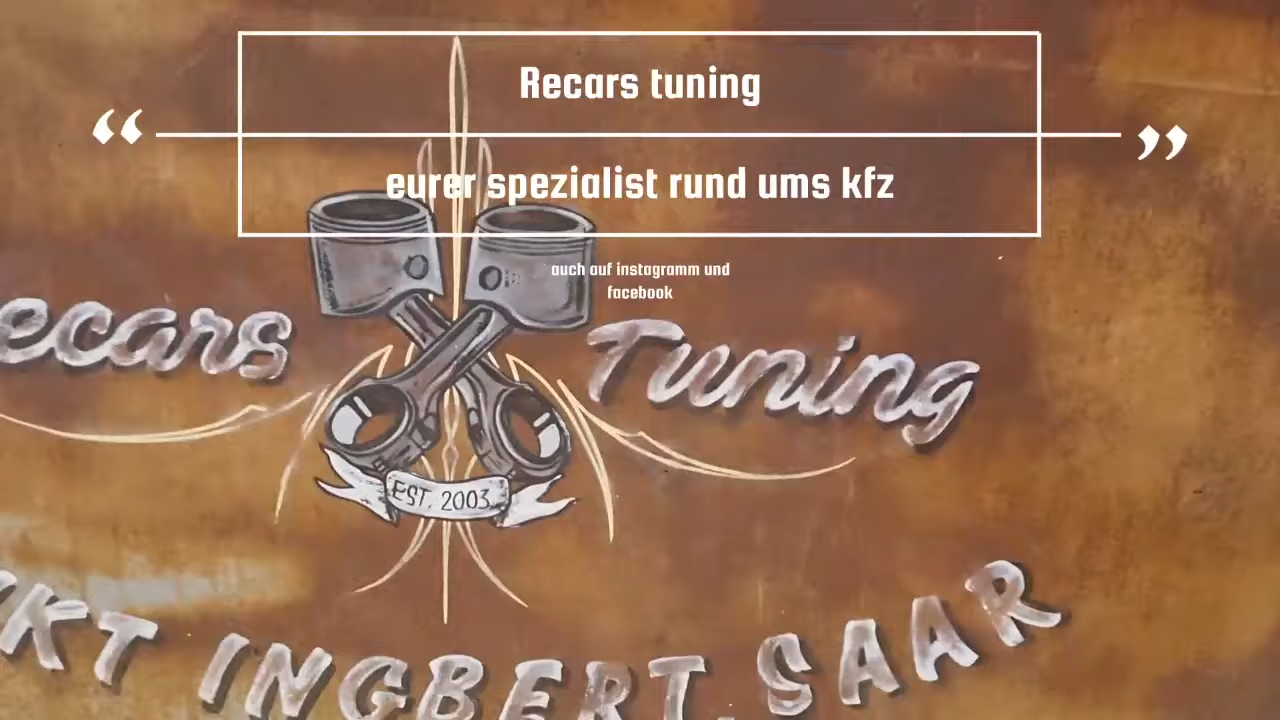 Recars tuning
eurer spezialist rund ums kfz
auch auf instagramm und
facebook
ecars Tuning
EST. 2003
KT INGBERT. SAAR